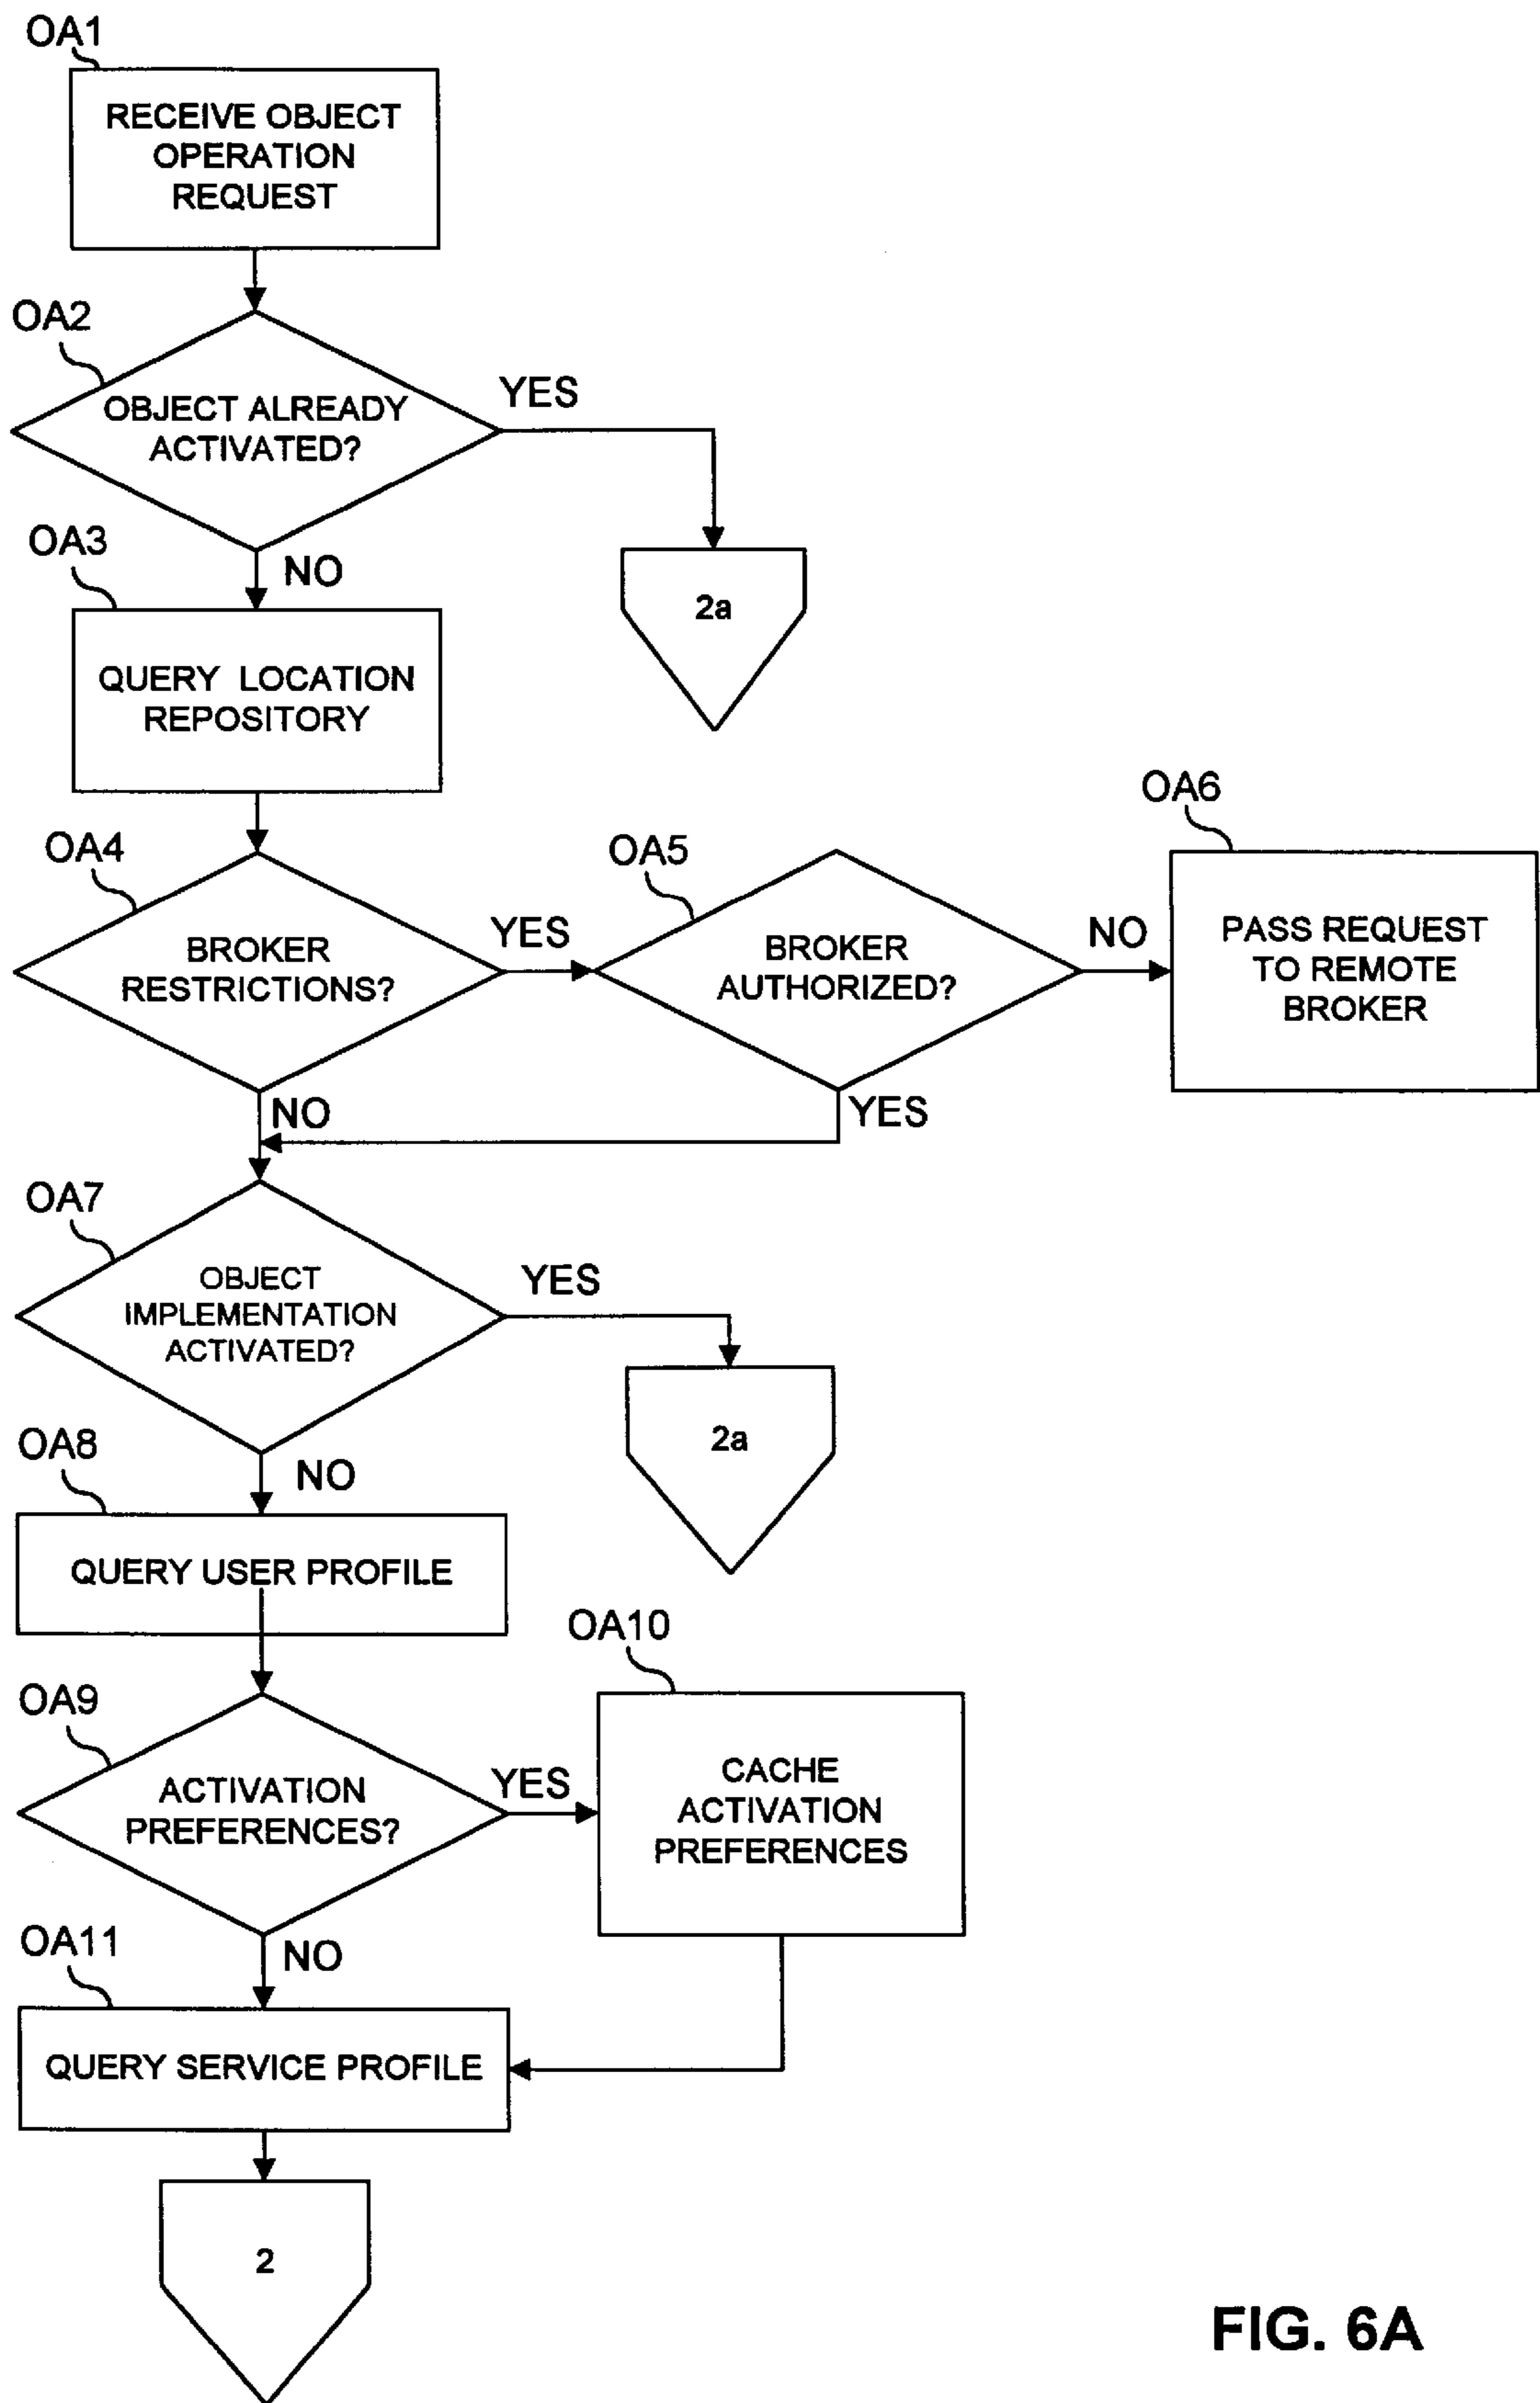 OA1
RECEIVE OBJECT
OPERATION
REQUEST
OA2
OBJECT ALREADY
ACTIVATED?
YES
NO
2a
OA3
QUERY LOCATION
REPOSITORY
OA4
BROKER
RESTRICTIONS?
YES
NO
OA5
BROKER
AUTHORIZED?
NO
YES
OA6
PASS REQUEST
TO REMOTE
BROKER
OA7
OBJECT
IMPLEMENTATION
ACTIVATED?
YES
NO
2a
OA8
QUERY USER PROFILE
OA9
ACTIVATION
PREFERENCES?
YES
NO
OA10
CACHE
ACTIVATION
PREFERENCES
OA11
QUERY SERVICE PROFILE
2
FIG. 6A